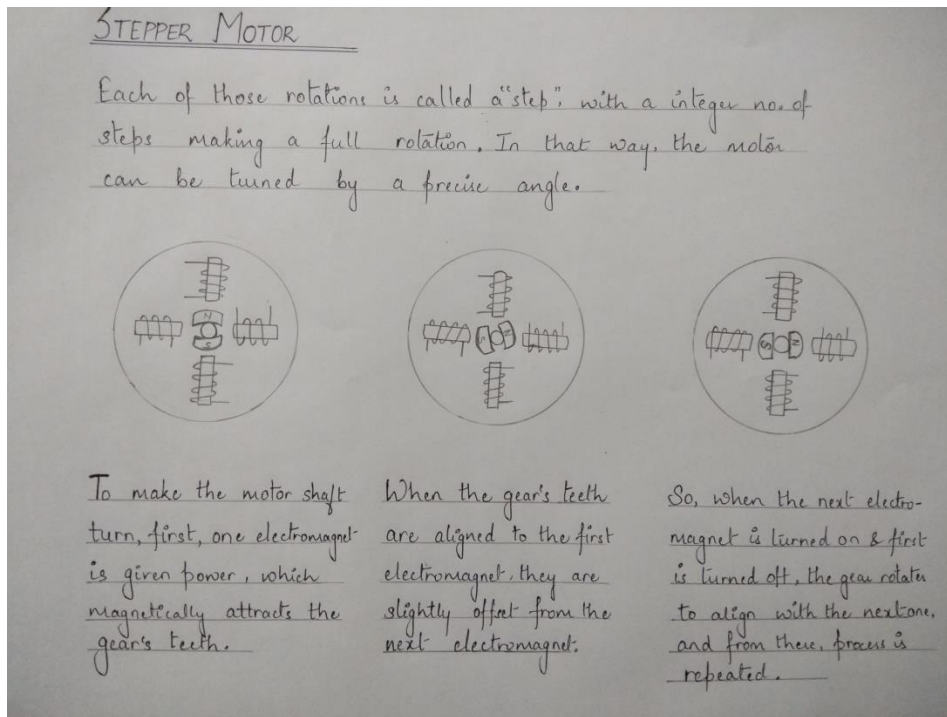 STEPPER MOTOR
Each of those rotations is called a "step", with a integer no. of
steps making a full rotation. In that way, the motor
can be tuned by a precise angle.
N
S
S
N
S
N
To make the motor shaft
turn, first, one electromagnet
is given power, which
magnetically attracts the
gear's teeth.
When the gear's teeth
are aligned to the first
electromagnet, they are
slightly offset from the
next electromagnet.
So, when the next electro-
magnet is turned on & first
is turned off, the gear rotates
to align with the next one,
and from there, process is
repeated.